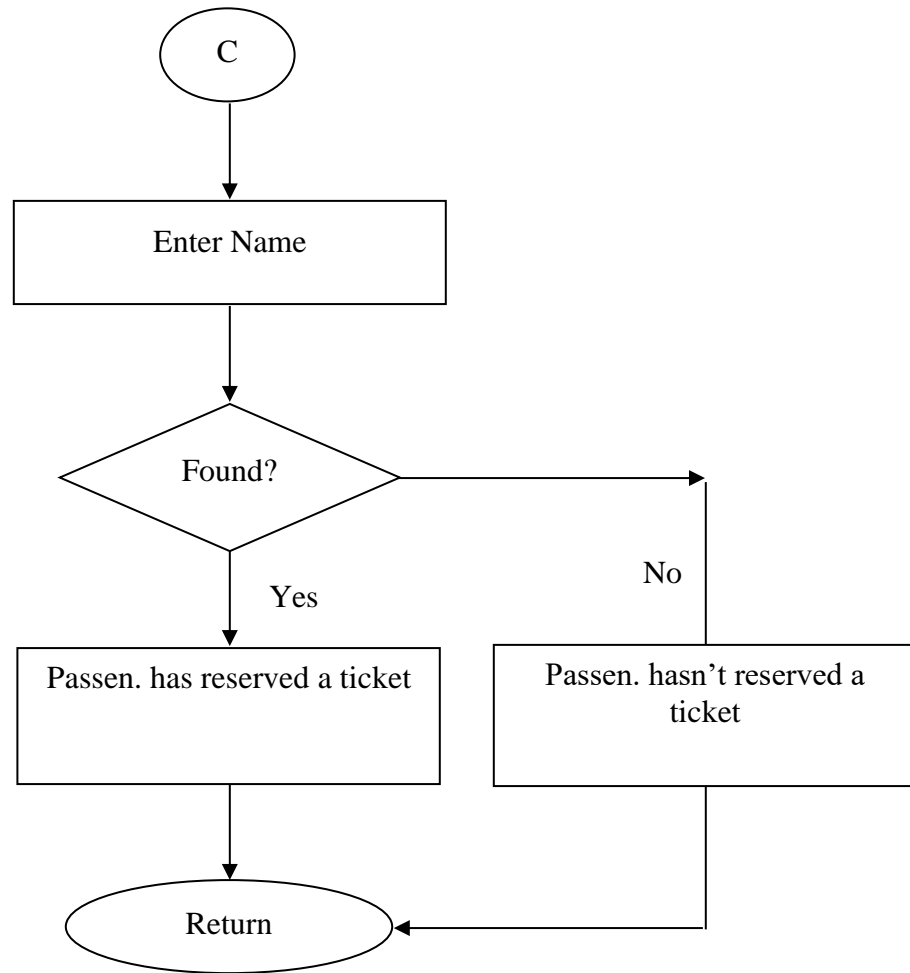 C
Enter Name
Found?
No
Yes
Passen. has reserved a ticket
Passen. hasn’t reserved a
ticket
Return